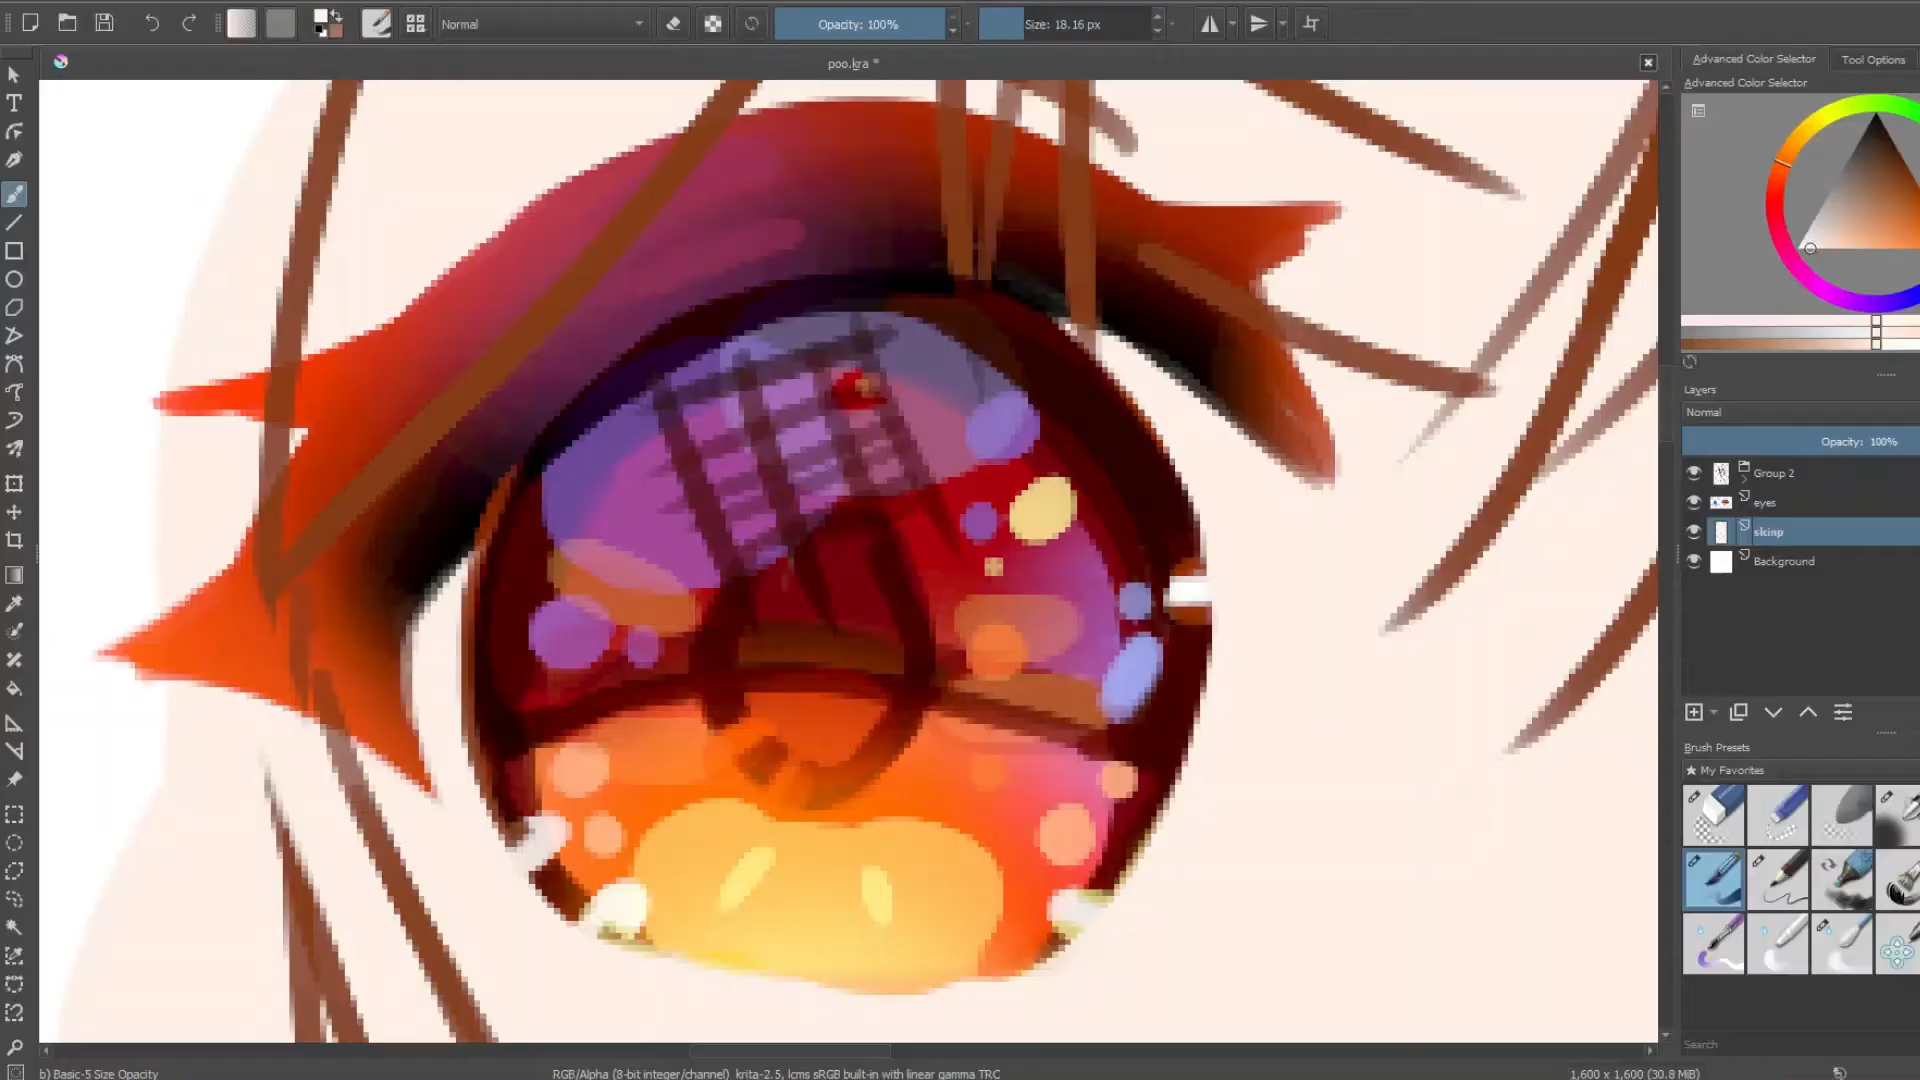 Normal
Opacity: 100%
Size: 18.16 px
poo.kra *
Advanced Color Selector
Tool Options
Advanced Color Selector
Layers
Normal
Opacity: 100%
Group 2
eyes
skinp
Background
Brush Presets
★ My Favorites
Search
b) Basic-5 Size Opacity
RGB/Alpha (8-bit integer/channel) krita-2.5, lcms sRGB built-in with linear gamma TRC
1,600 x 1,600 (30.8 MiB)